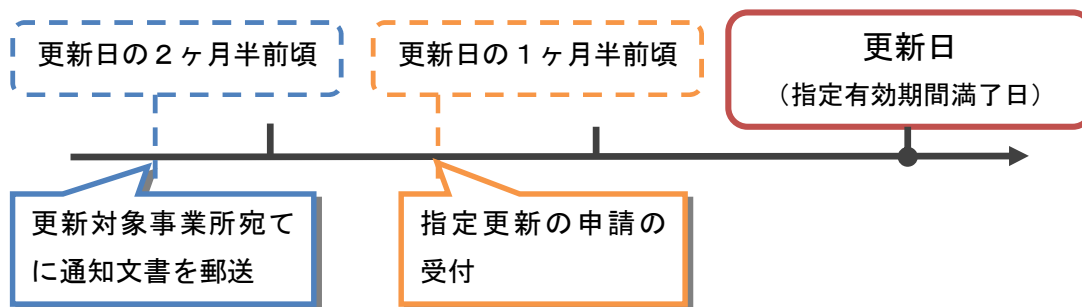 更新日の２ヶ月半前頃
更新日の１ヶ月半前頃
更新日
（指定有効期間満了日）
更新対象事業所宛て
に通知文書を郵送
指定更新の申請の
受付